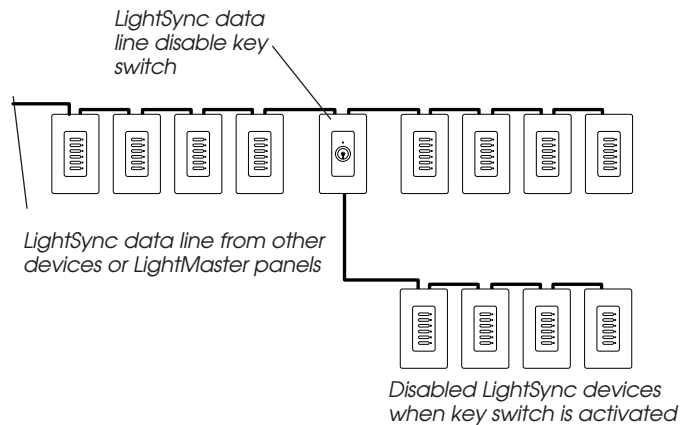 LightSync data
line disable key
switch
LightSync data line from other
devices or LightMaster panels
Disabled LightSync devices
when key switch is activated